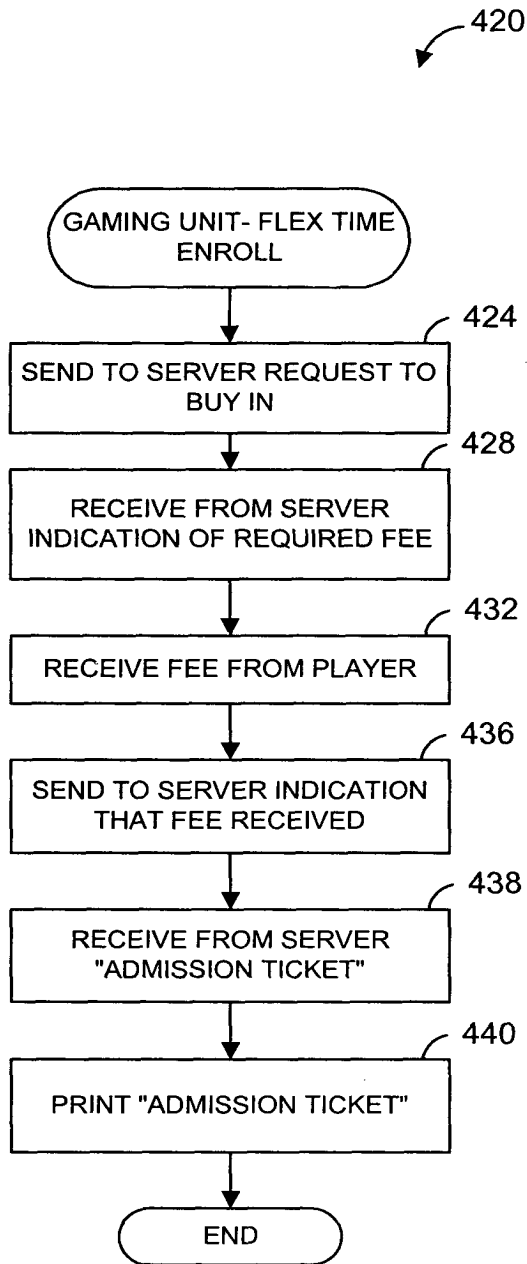 420
GAMING UNIT- FLEX TIME
ENROLL
424
SEND TO SERVER REQUEST TO
BUY IN
428
RECEIVE FROM SERVER
INDICATION OF REQUIRED FEE
432
RECEIVE FEE FROM PLAYER
436
SEND TO SERVER INDICATION
THAT FEE RECEIVED
438
RECEIVE FROM SERVER
"ADMISSION TICKET"
440
PRINT "ADMISSION TICKET"
END